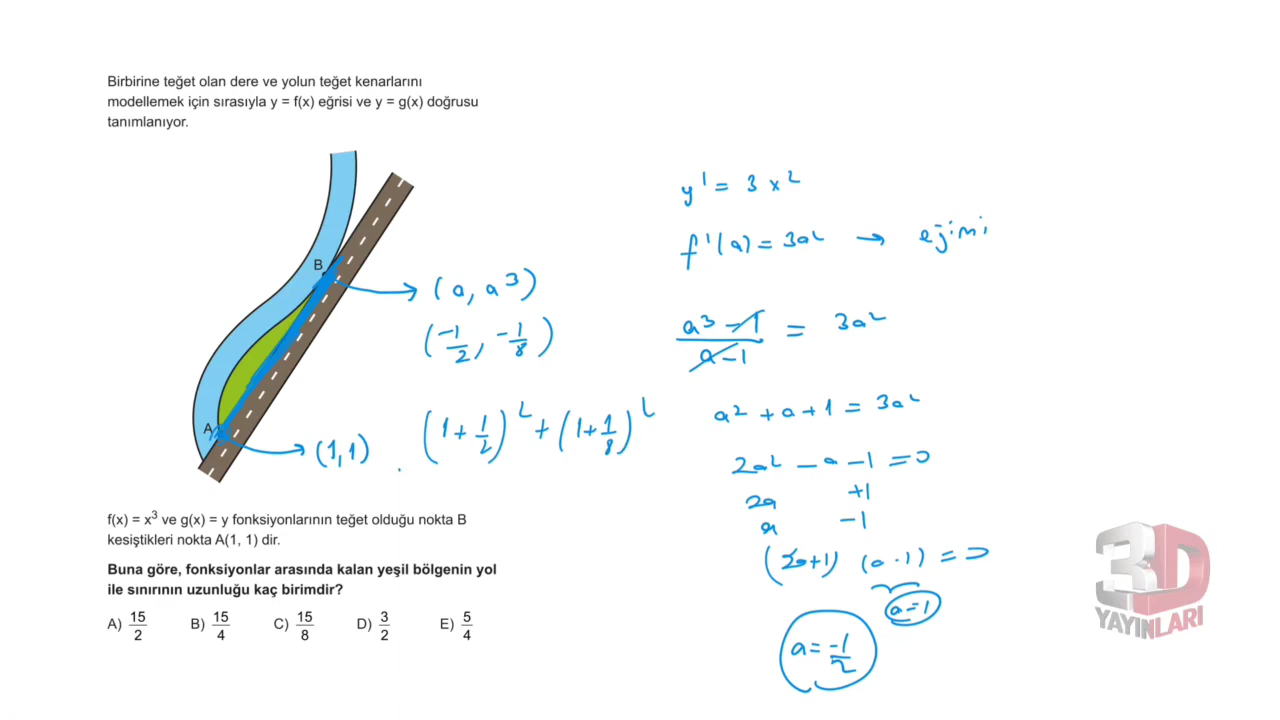 Birbirine teğet olan dere ve yolun teğet kenarlarını
modellemek için sırasıyla y = f(x) eğrisi ve y = g(x) doğrusu
tanımlanıyor.
B
A
(a, a³)
(-1/2, -1/8)
(1,1)
(1+1/2)² + (1+1/8)²
f(x) = x³ ve g(x) = y fonksiyonlarının teğet olduğu nokta B
kesiştikleri nokta A(1, 1) dir.
Buna göre, fonksiyonlar arasında kalan yeşil bölgenin yol
ile sınırının uzunluğu kaç birimdir?
A) 15/2 B) 15/4 C) 15/8 D) 3/2 E) 5/4
y' = 3x²
f'(a) = 3a² → eğimi
a³-1/a-1 = 3a²
a² + a + 1 = 3a²
2a² - a - 1 = 0
2a +1
a -1
(2a+1) (a-1) = 0
a=1
a = -1/2
3D
YAYINLARI